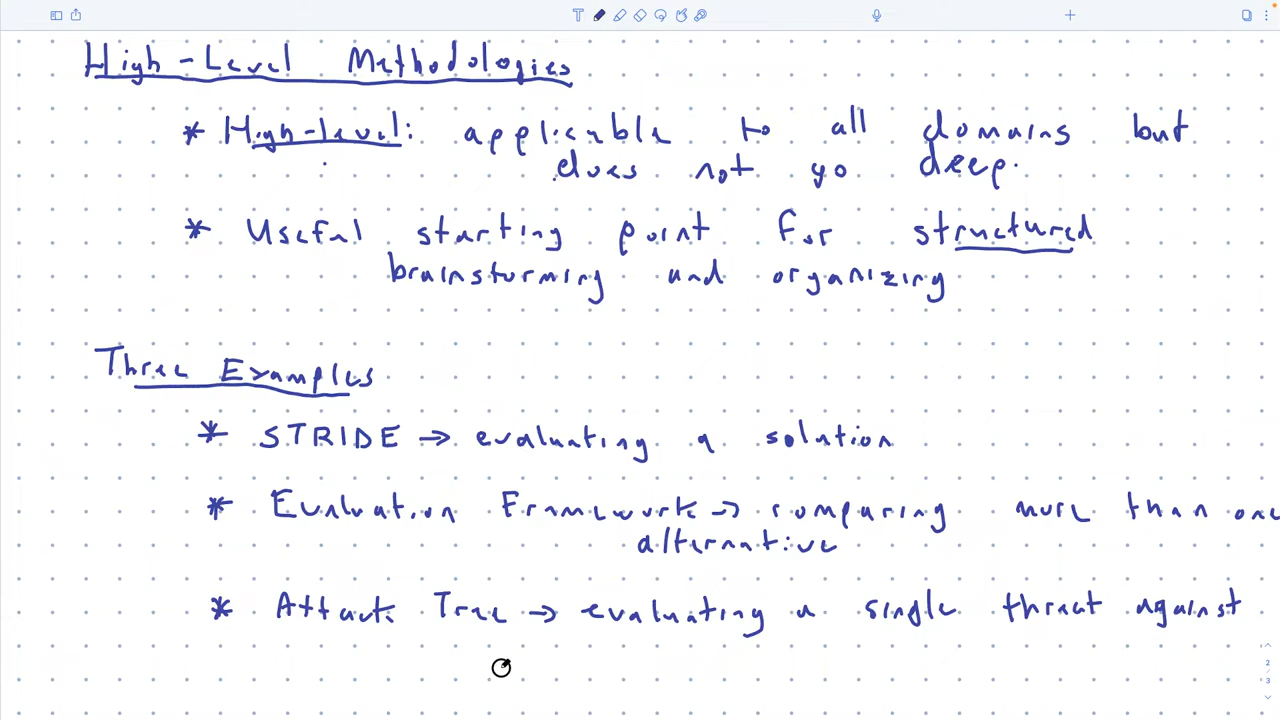 High-Level Methodologies
* High-level: applicable to all domains but
does not go deep.
* Useful starting point for structured
brainstorming and organizing
Three Examples
* STRIDE → evaluating a solution
* Evaluation Framework → comparing more than one
alternative
* Attack Tree → evaluating a single threat against
2
3